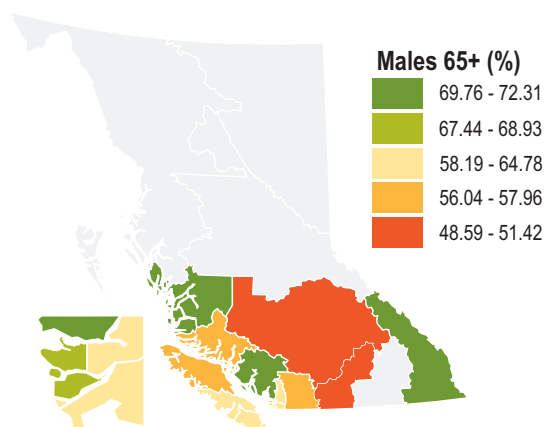 Males 65+ (%)
69.76 - 72.31
67.44 - 68.93
58.19 - 64.78
56.04 - 57.96
48.59 - 51.42